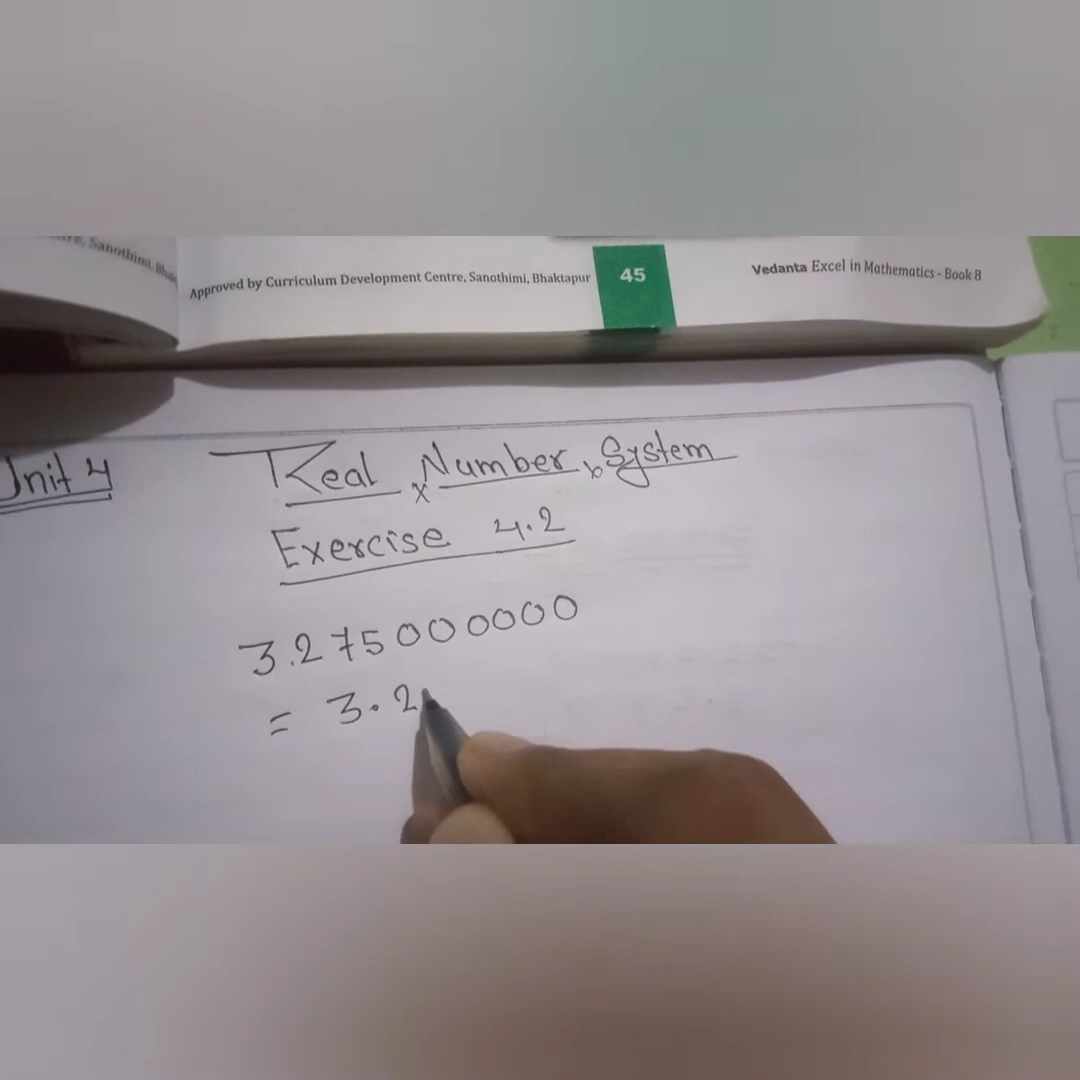 Sanothimi,
Approved by Curriculum Development Centre, Sanothimi, Bhaktapur 45 Vedanta Excel in Mathematics - Book 8
Unit 4 Real Number System
Exercise 4.2
3.275000000
= 3.2